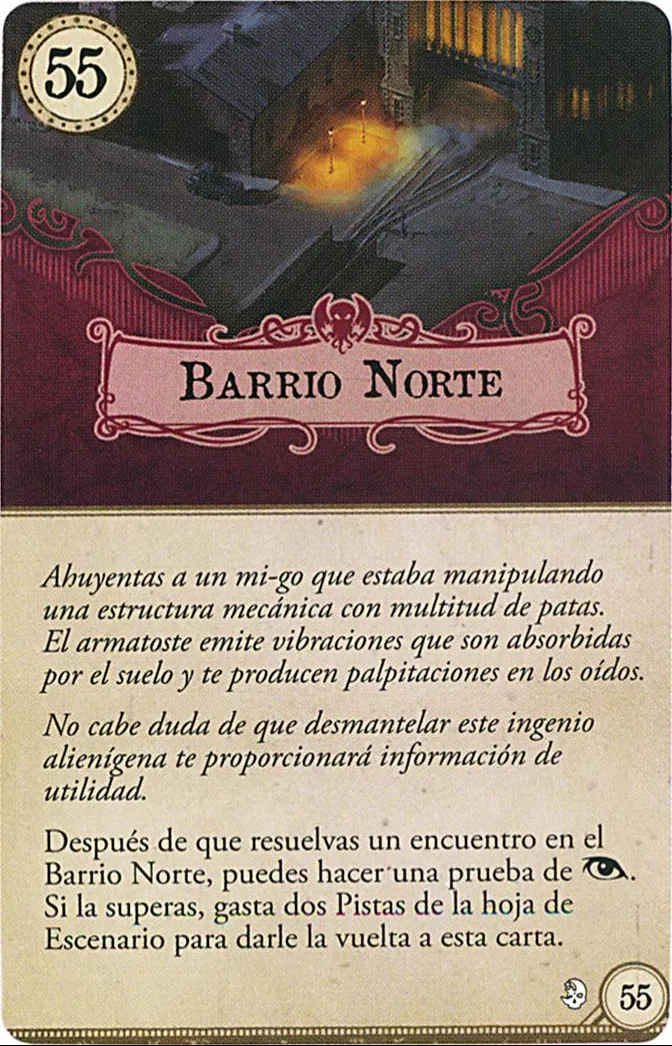 55
BARRIO NORTE
Ahuyentas a un mi-go que estaba manipulando
una estructura mecánica con multitud de patas.
El armatoste emite vibraciones que son absorbidas
por el suelo y te producen palpitaciones en los oídos.
No cabe duda de que desmantelar este ingenio
alienígena te proporcionará información de
utilidad.
Después de que resuelvas un encuentro en el
Barrio Norte, puedes hacer una prueba de .
Si la superas, gasta dos Pistas de la hoja de
Escenario para darle la vuelta a esta carta.
55